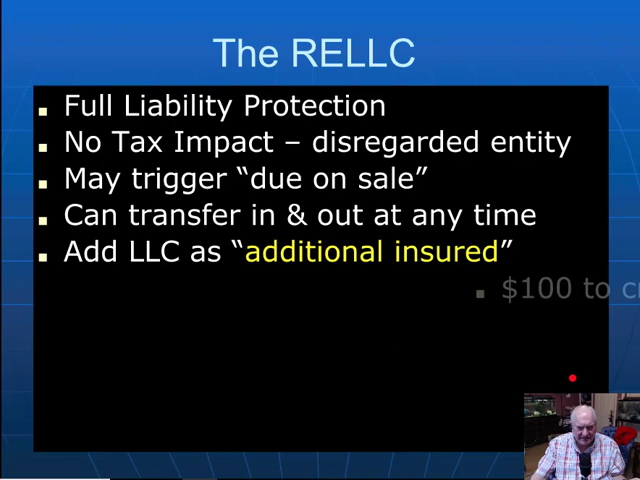 The RELLC
Full Liability Protection
No Tax Impact – disregarded entity
May trigger “due on sale”
Can transfer in & out at any time
Add LLC as “additional insured”
$100 to